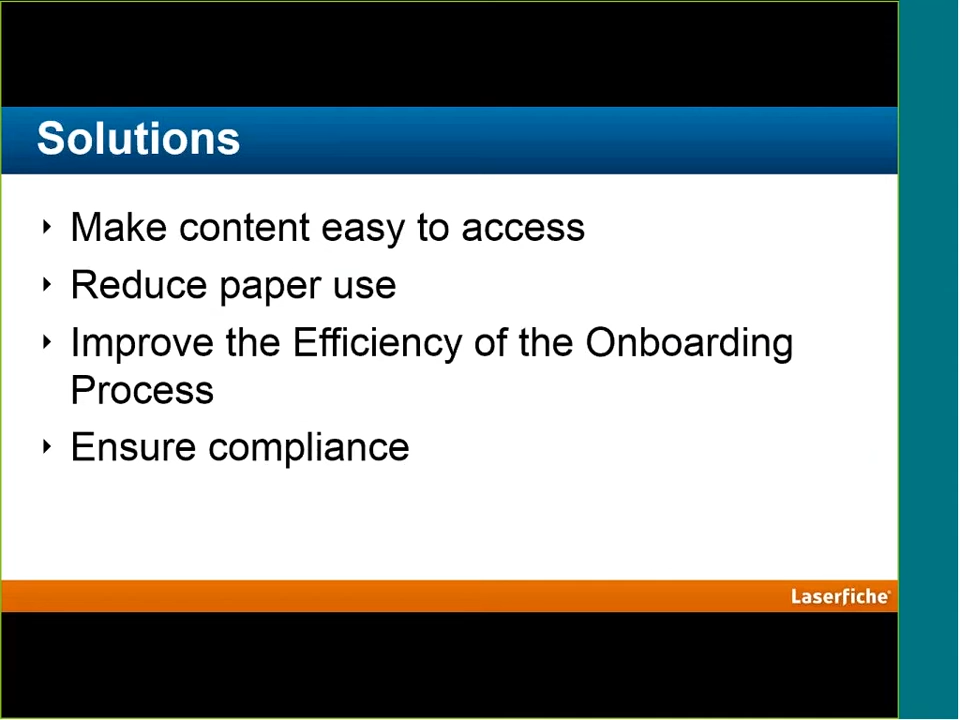 Solutions
Make content easy to access
Reduce paper use
Improve the Efficiency of the Onboarding
Process
Ensure compliance
Laserfiche®